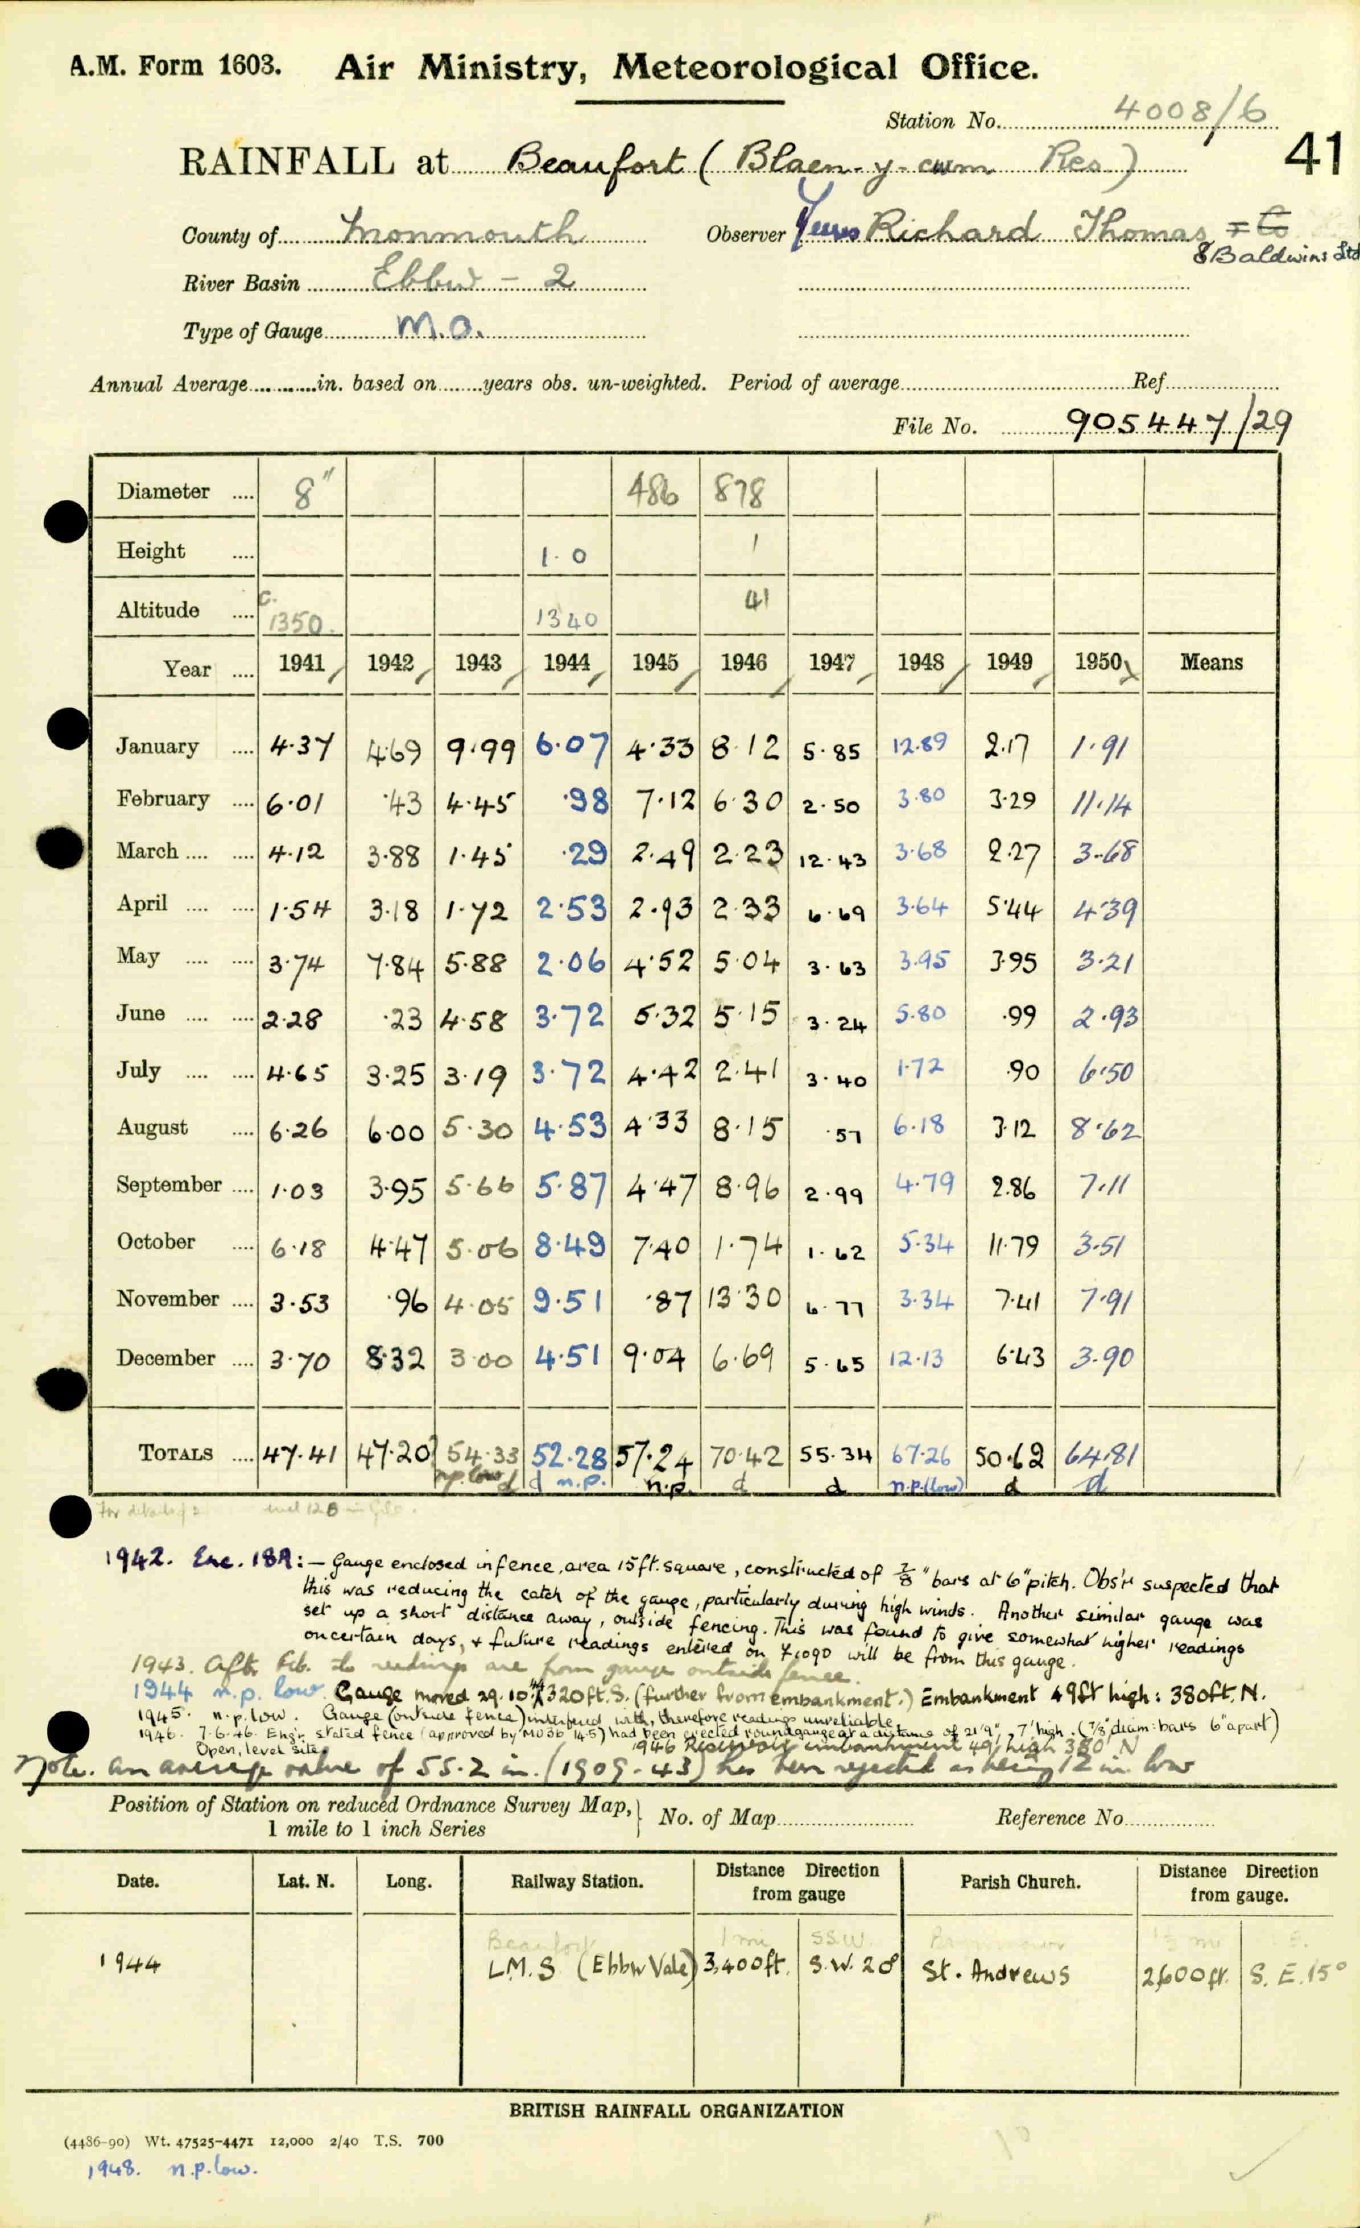 A.M. Form 1603. Air Ministry, Meteorological Office.
Station No. 4008/6
41
RAINFALL at Beaufort (Blaen-y-cwm Res)
County of Monmouth Observer Richard Thomas & Co
& Baldwins Ltd
River Basin Ebbw - 2
Type of Gauge M.O.
Annual Average in. based on years obs. un-weighted. Period of average Ref
File No. 905447/29
Diameter 8" 486 878
Height 1·0 1
Altitude c. 1350 1340 41
Year 1941 1942 1943 1944 1945 1946 1947 1948 1949 1950 Means
January 4·37 4·69 9·99 6·07 4·33 8·12 5·85 12·89 2·17 1·91
February 6·01 ·43 4·45 ·98 7·12 6·30 2·50 3·80 3·29 11·14
March 4·12 3·88 1·45 ·29 2·49 2·23 12·43 3·68 2·27 3·68
April 1·54 3·18 1·72 2·53 2·93 2·33 6·69 3·64 5·44 4·39
May 3·74 7·84 5·88 2·06 4·52 5·04 3·63 3·95 3·95 3·21
June 2·28 ·23 4·58 3·72 5·32 5·15 3·24 5·80 ·99 2·93
July 4·65 3·25 3·19 3·72 4·42 2·41 3·40 1·72 ·90 6·50
August 6·26 6·00 5·30 4·53 4·33 8·15 ·57 6·18 3·12 8·62
September 1·03 3·95 5·66 5·87 4·47 8·96 2·99 4·79 2·86 7·11
October 6·18 4·47 5·06 8·49 7·40 1·74 1·62 5·34 11·79 3·51
November 3·53 ·96 4·05 9·51 ·87 13·30 6·77 3·34 7·41 7·91
December 3·70 8·32 3·00 4·51 9·04 6·69 5·65 12·13 6·43 3·90
TOTALS 47·41 47·20 54·33 52·28 57·24 70·42 55·34 67·26 50·62 64·81
n.p. low d d n.p. n.p. d d n.p. (low) d d
1942. Enc. 18A:- Gauge enclosed in fence, area 15ft. square, constructed of 7/8" bars at 6" pitch. Obs'r suspected that
this was reducing the catch of the gauge, particularly during high winds. Another similar gauge was
set up a short distance away, outside fencing. This was found to give somewhat higher readings
on certain days, & future readings entered on F.1090 will be from this gauge.
1943. After Feb. the readings are from gauge outside fence.
1944 n.p. low. Gauge moved 29.10.44 320ft. S. (further from embankment.) Embankment 49ft high: 380ft. N.
1945. n.p. low. Gauge (outside fence) interfered with, therefore readings unreliable.
1946. 7-6-46 Engr. stated fence (approved by MO8b '45) had been erected round gauge at a distance of 21'9", 7' high. (7/8" diam: bars 6" apart)
Open, level site 1946 Reservoir embankment 49' high 380' N
Note. An average value of 55.2 in. (1909-43) has been rejected as being 12 in. low
Position of Station on reduced Ordnance Survey Map, 1 mile to 1 inch Series } No. of Map Reference No.
Date. Lat. N. Long. Railway Station. Distance Direction from gauge Parish Church. Distance Direction from gauge.
Beaufort 1 mi SSW.
1944 L.M.S (Ebbw Vale) 3,400ft. S.W. 20° St. Andrews 2,600ft. S.E. 15°
BRITISH RAINFALL ORGANIZATION
(4486-90) Wt. 47525-4471 12,000 2/40 T.S. 700
1948. n.p. low.